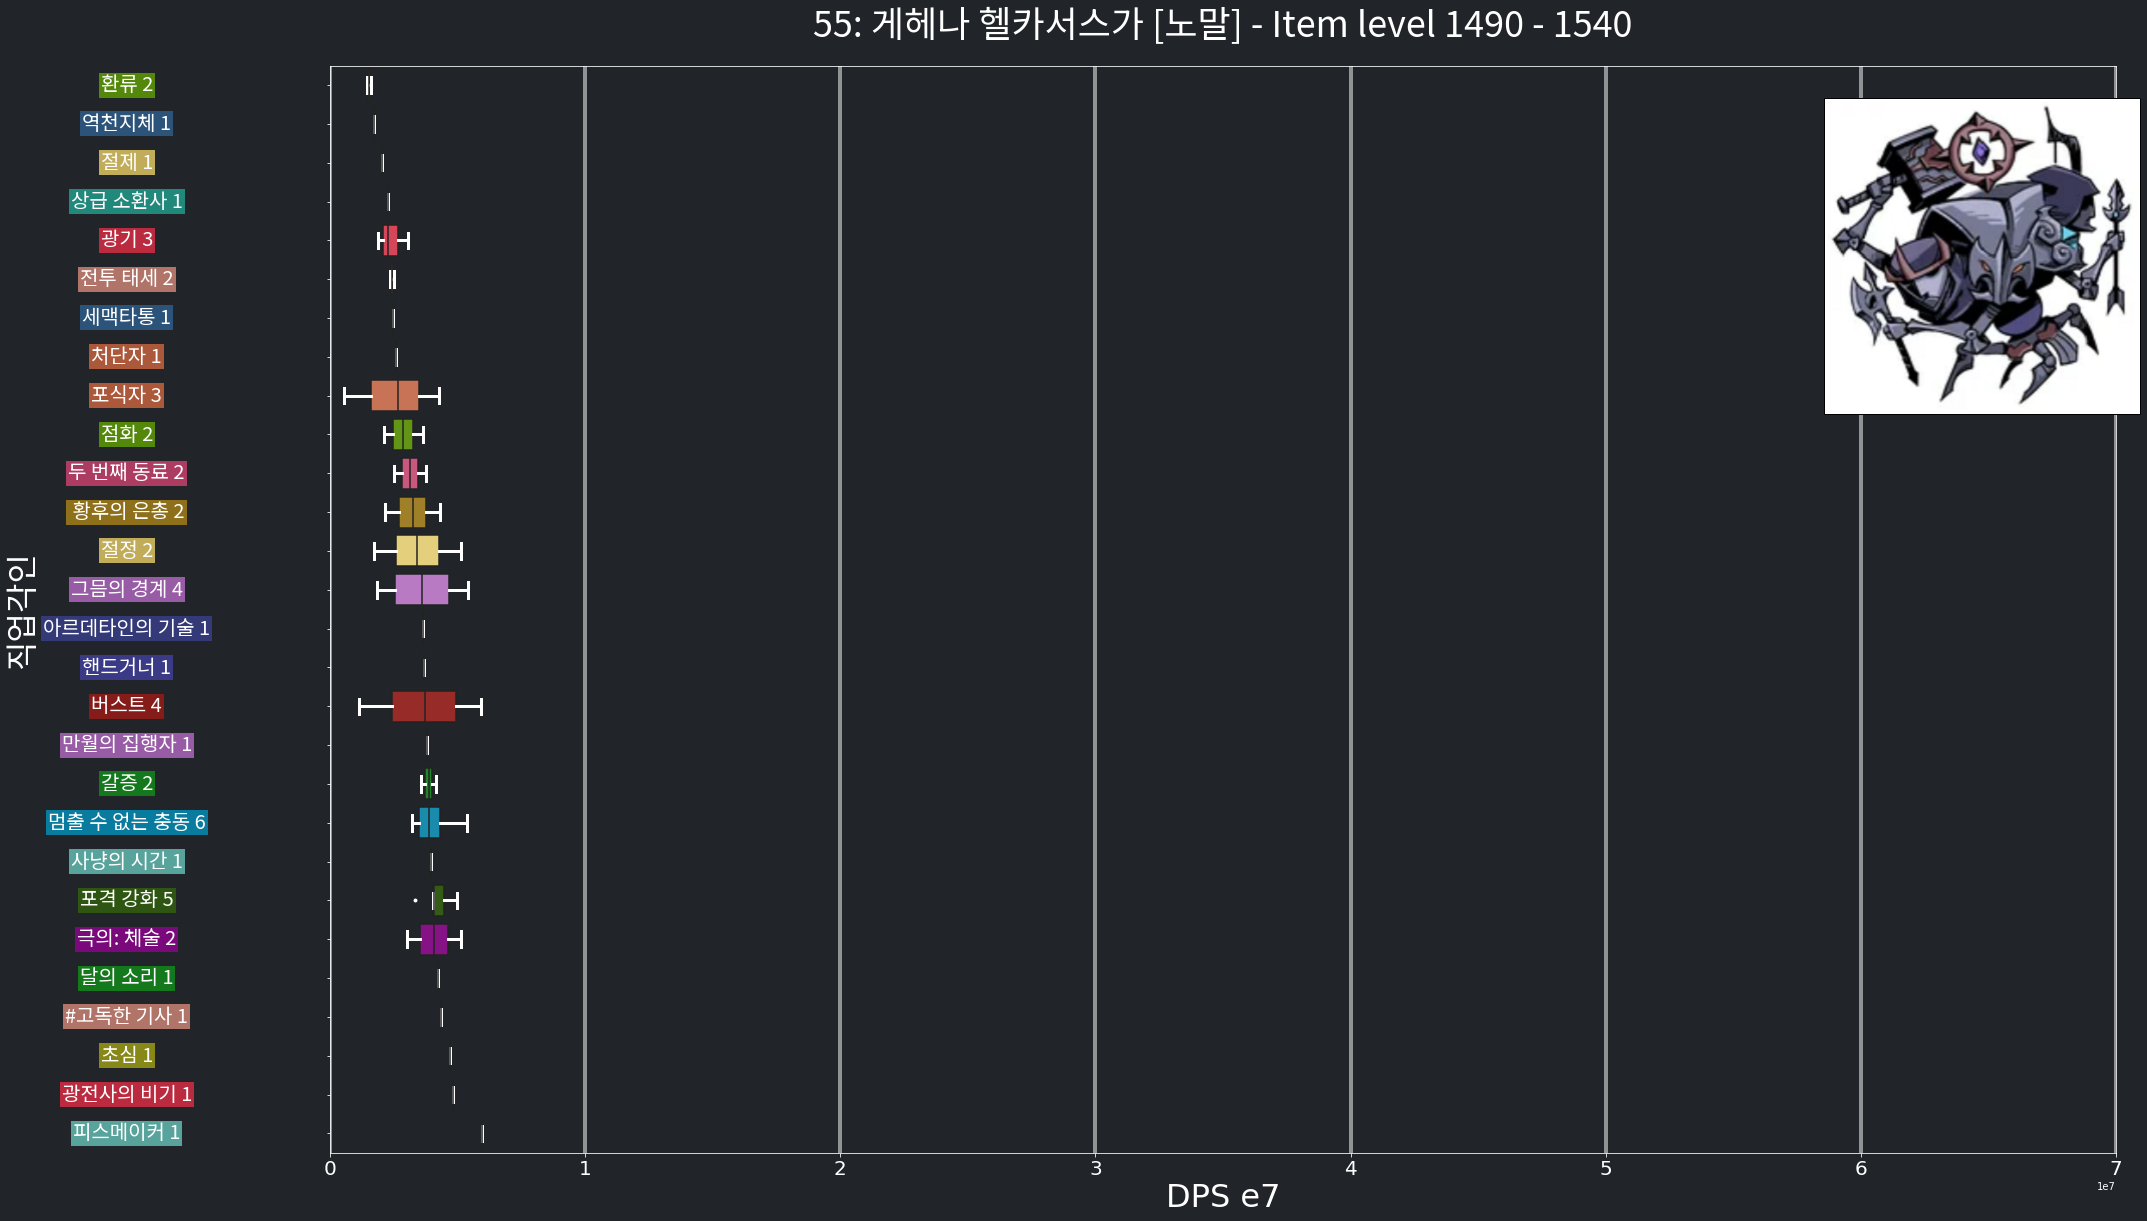 55: 게헤나 헬카서스가 [노말] - Item level 1490 - 1540
환류 2
역천지체 1
절제 1
상급 소환사 1
광기 3
전투 태세 2
세맥타통 1
처단자 1
포식자 3
점화 2
두 번째 동료 2
황후의 은총 2
절정 2
그믐의 경계 4
아르데타인의 기술 1
핸드거너 1
버스트 4
만월의 집행자 1
갈증 2
멈출 수 없는 충동 6
사냥의 시간 1
포격 강화 5
극의: 체술 2
달의 소리 1
#고독한 기사 1
초심 1
광전사의 비기 1
피스메이커 1
직업각인
0 1 2 3 4 5 6 7
1e7
DPS e7